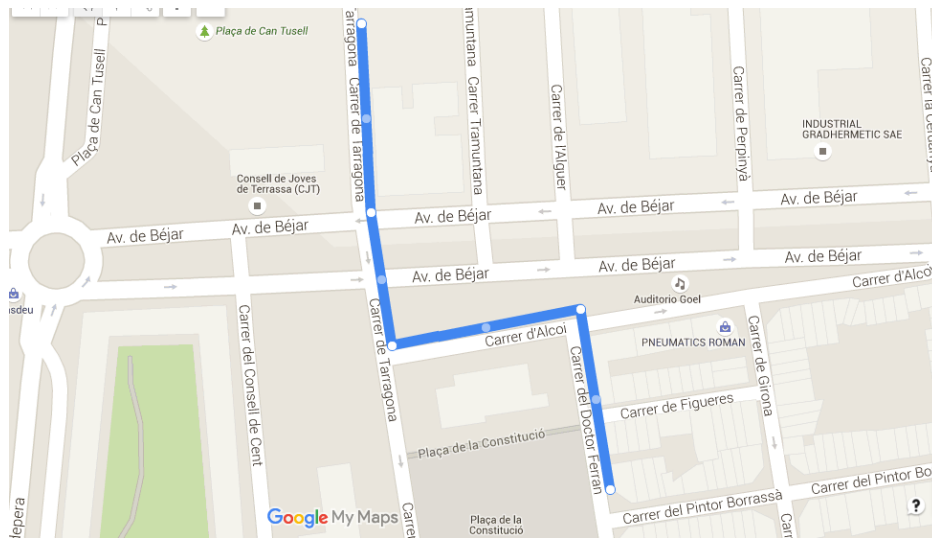 Plaça de Can Tusell
Plaça de Can Tusell
Carrer de Tarragona
Tramuntana
Carrer Tramuntana
Carrer de l'Alguer
Carrer de Perpinyà
INDUSTRIAL
GRADHERMETIC SAE
Consell de Joves
de Terrassa (CJT)
Av. de Béjar
Av. de Béjar
Av. de Béjar
Av. de Béjar
Av. de Béjar
Av. de Béjar
Av. de Béjar
Av. de Béjar
Auditorio Goel
Carrer d'Alcoi
PNEUMATICS ROMAN
Carrer d'Alcoi
Carrer de Tarragona
Carrer del Consell de Cent
Carrer de Girona
Carrer de Figueres
Carrer del Doctor Ferran
Plaça de la Constitució
Carrer del Pintor Borrassà
Carrer del Pintor Bo
Plaça de la
Constitució
Google My Maps
?